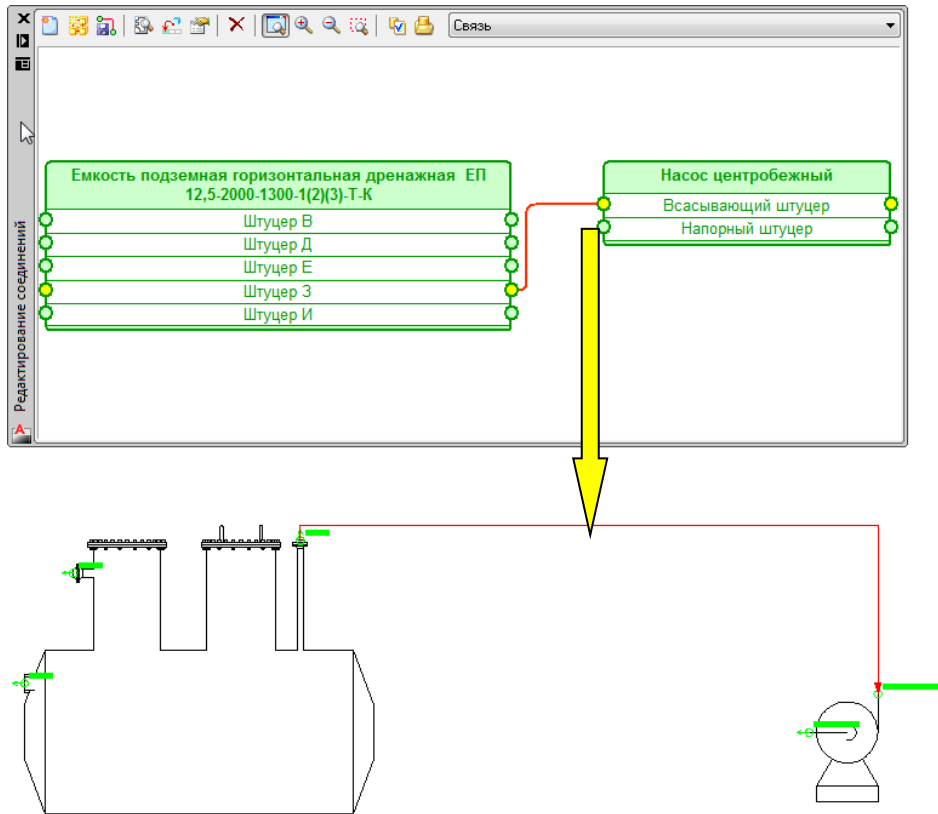 Связь
Редактирование соединений
Емкость подземная горизонтальная дренажная ЕП
12,5-2000-1300-1(2)(3)-Т-К
Штуцер В
Штуцер Д
Штуцер Е
Штуцер З
Штуцер И
Насос центробежный
Всасывающий штуцер
Напорный штуцер